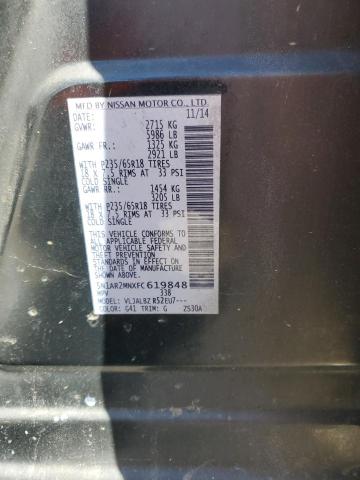 MFD BY NISSAN MOTOR CO., LTD.
DATE: 11/14
GVWR: 2715 KG
5986 LB
GAWR FR.: 1325 KG
2921 LB
WITH P235/65R18 TIRES
18 X 7.5 RIMS AT 33 PSI
COLD SINGLE
GAWR RR.: 1454 KG
3205 LB
WITH P235/65R18 TIRES
18 X 7.5 RIMS AT 33 PSI
COLD SINGLE
THIS VEHICLE CONFORMS TO
ALL APPLICABLE FEDERAL
MOTOR VEHICLE SAFETY
AND THEFT PREVENTION
STANDARDS IN EFFECT ON
THE DATE OF MANUFACTURE
SHOWN ABOVE.
5N1AR2MNXFC619848
MPV 338
MODEL: VLJALBZ R52EU7---
COLOR: G41 TRIM: G Z530A